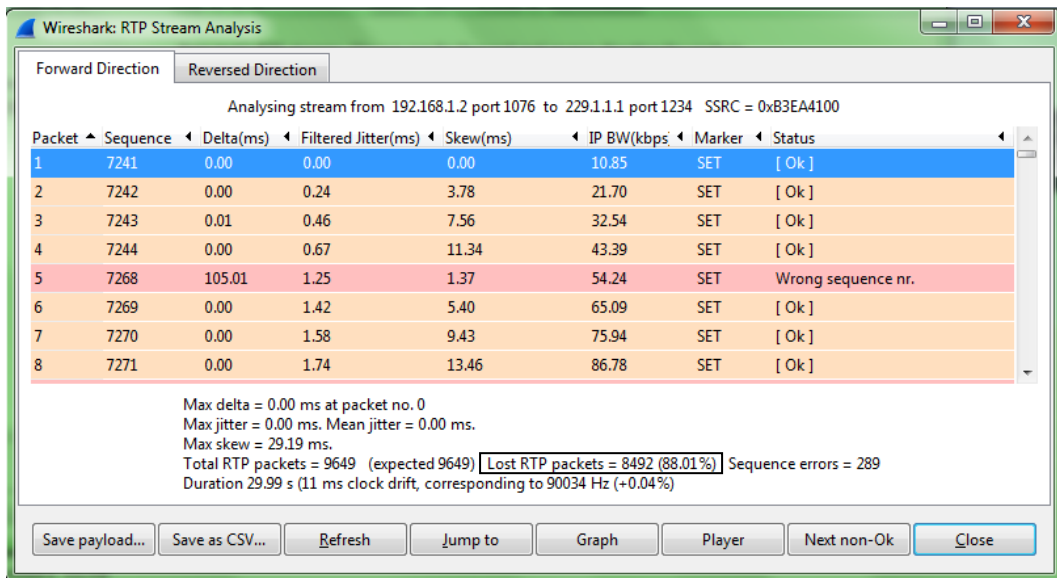 Wireshark: RTP Stream Analysis
Forward Direction Reversed Direction
Analysing stream from 192.168.1.2 port 1076 to 229.1.1.1 port 1234 SSRC = 0xB3EA4100
Packet Sequence Delta(ms) Filtered Jitter(ms) Skew(ms) IP BW(kbps) Marker Status
1 7241 0.00 0.00 0.00 10.85 SET [ Ok ]
2 7242 0.00 0.24 3.78 21.70 SET [ Ok ]
3 7243 0.01 0.46 7.56 32.54 SET [ Ok ]
4 7244 0.00 0.67 11.34 43.39 SET [ Ok ]
5 7268 105.01 1.25 1.37 54.24 SET Wrong sequence nr.
6 7269 0.00 1.42 5.40 65.09 SET [ Ok ]
7 7270 0.00 1.58 9.43 75.94 SET [ Ok ]
8 7271 0.00 1.74 13.46 86.78 SET [ Ok ]
Max delta = 0.00 ms at packet no. 0
Max jitter = 0.00 ms. Mean jitter = 0.00 ms.
Max skew = 29.19 ms.
Total RTP packets = 9649 (expected 9649) Lost RTP packets = 8492 (88.01%) Sequence errors = 289
Duration 29.99 s (11 ms clock drift, corresponding to 90034 Hz (+0.04%)
Save payload... Save as CSV... Refresh Jump to Graph Player Next non-Ok Close